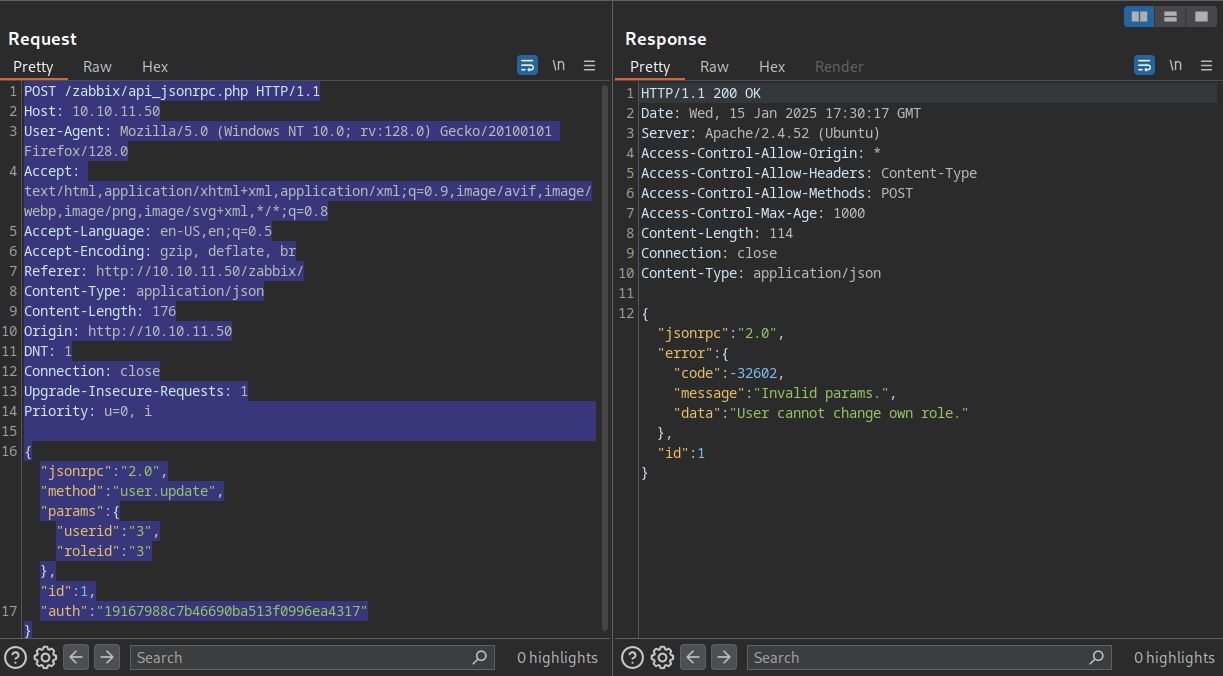 Request
Pretty Raw Hex
\n
1 POST /zabbix/api_jsonrpc.php HTTP/1.1
2 Host: 10.10.11.50
3 User-Agent: Mozilla/5.0 (Windows NT 10.0; rv:128.0) Gecko/20100101
Firefox/128.0
4 Accept:
text/html,application/xhtml+xml,application/xml;q=0.9,image/avif,image/
webp,image/png,image/svg+xml,*/*;q=0.8
5 Accept-Language: en-US,en;q=0.5
6 Accept-Encoding: gzip, deflate, br
7 Referer: http://10.10.11.50/zabbix/
8 Content-Type: application/json
9 Content-Length: 176
10 Origin: http://10.10.11.50
11 DNT: 1
12 Connection: close
13 Upgrade-Insecure-Requests: 1
14 Priority: u=0, i
15
16 {
"jsonrpc":"2.0",
"method":"user.update",
"params":{
"userid":"3",
"roleid":"3"
},
"id":1,
17 "auth":"19167988c7b46690ba513f0996ea4317"
}
? Search 0 highlights
Response
Pretty Raw Hex Render
\n
1 HTTP/1.1 200 OK
2 Date: Wed, 15 Jan 2025 17:30:17 GMT
3 Server: Apache/2.4.52 (Ubuntu)
4 Access-Control-Allow-Origin: *
5 Access-Control-Allow-Headers: Content-Type
6 Access-Control-Allow-Methods: POST
7 Access-Control-Max-Age: 1000
8 Content-Length: 114
9 Connection: close
10 Content-Type: application/json
11
12 {
"jsonrpc":"2.0",
"error":{
"code":-32602,
"message":"Invalid params.",
"data":"User cannot change own role."
},
"id":1
}
? Search 0 highlights